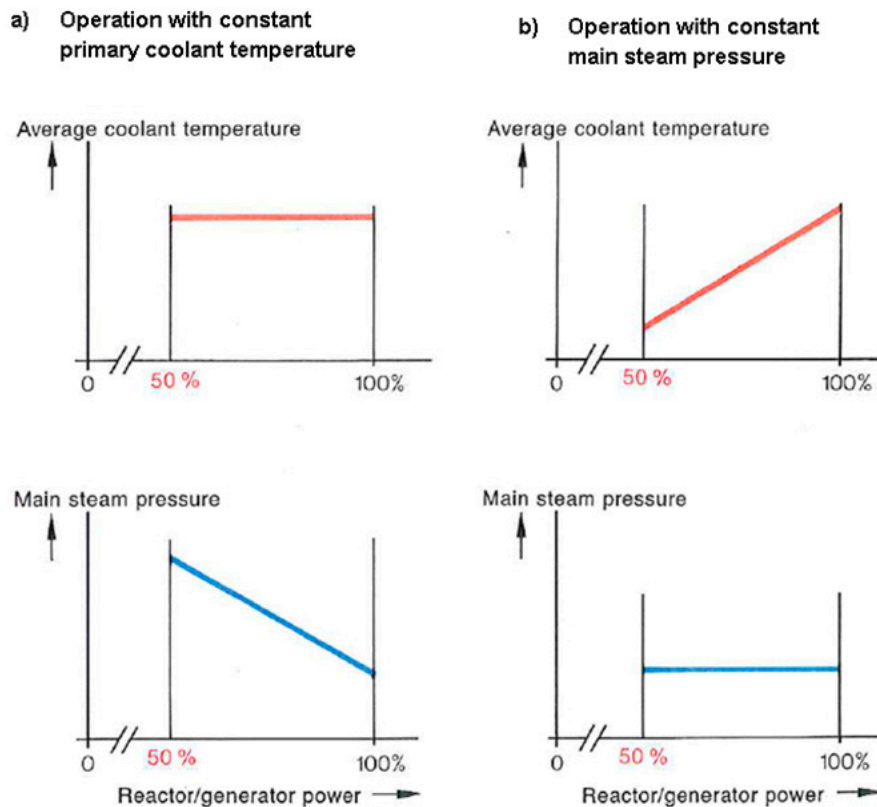 a) Operation with constant
primary coolant temperature
b) Operation with constant
main steam pressure
Average coolant temperature
0
50 %
100%
Average coolant temperature
0
50 %
100%
Main steam pressure
0
50 %
100%
Reactor/generator power
Main steam pressure
0
50 %
100%
Reactor/generator power